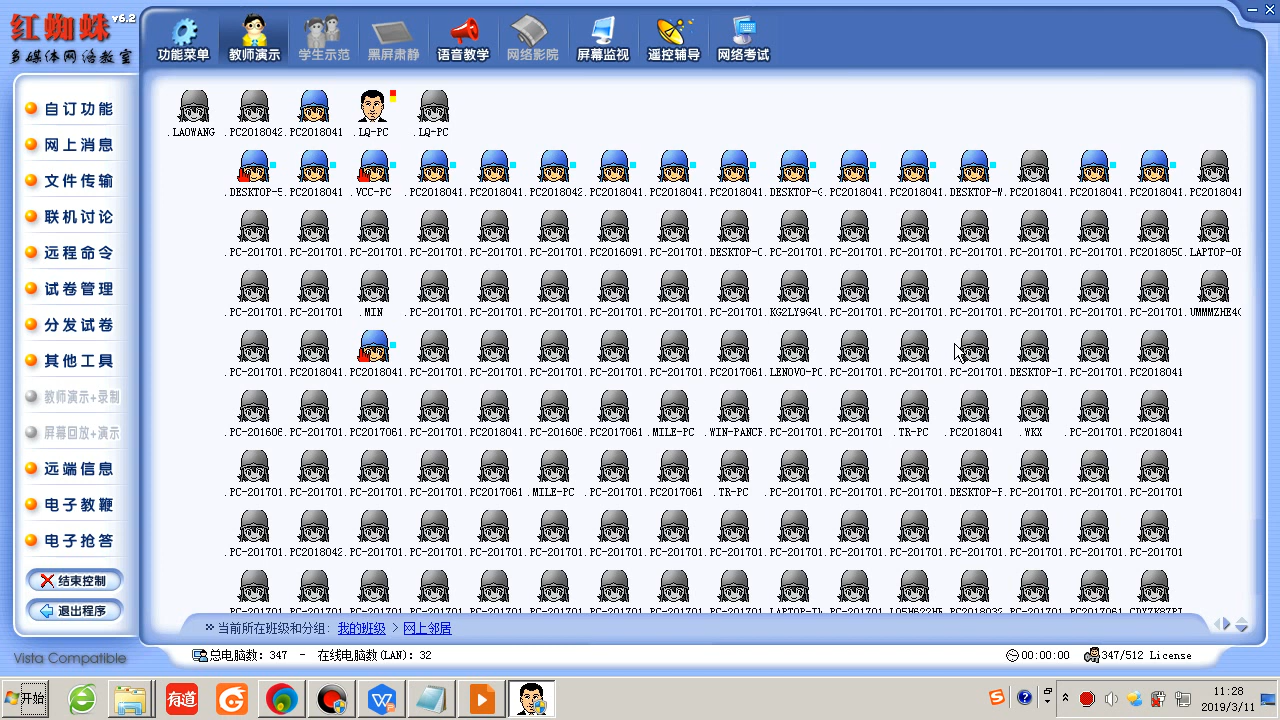 红蜘蛛 v6.2
多媒体网络教室
功能菜单 教师演示 学生示范 黑屏肃静 语音教学 网络影院 屏幕监视 遥控辅导 网络考试
自订功能
网上消息
文件传输
联机讨论
远程命令
试卷管理
分发试卷
其他工具
教师演示+录制
屏幕回放+演示
远端信息
电子教鞭
电子抢答
结束控制
退出程序
Vista Compatible
.LAOWANG .PC2018042 .PC2018041 .LQ-PC .LQ-PC
.DESKTOP-5 .PC2018041 .VCC-PC .PC2018041 .PC2018041 .PC2018042 .PC2018041 .PC2018041 .PC2018041 .PC2018041 .PC2018041 .PC2018041 .PC2018041 .PC2018041
.PC-201701 .PC-201701 .PC-201701 .PC-201701 .PC-201701 .PC2016091 .PC-201701 .PC-201701 .PC-201701 .PC-201701 .PC-201701 .PC-201701 .PC-201701 .PC2018050
.PC-201701 .PC-201701 .MIN .PC-201701 .PC-201701 .PC-201701 .PC-201701 .PC-201701 .PC-201701 .PC-201701 .PC-201701 .PC-201701 .PC-201701 .PC-201701 .PC-201701
.PC-201701 .PC2018041 .PC2018041 .PC-201701 .PC-201701 .PC-201701 .PC-201701 .PC-201701 .PC2017061 .LENOVO-PC .PC-201701 .PC-201701 .PC-201701 .PC-201701 .PC2018041
.PC-201606 .PC-201701 .PC2017061 .PC-201701 .PC2018041 .PC-201606 .PC2017061 .MILE-PC .PC-201701 .PC-201701 .TR-PC .PC2018041 .WKX .PC-201701 .PC2018041
.PC-201701 .PC-201701 .PC-201701 .PC-201701 .PC2017061 .MILE-PC .PC-201701 .PC2017061 .TR-PC .PC-201701 .PC-201701 .PC-201701 .PC-201701 .PC-201701 .PC-201701
.PC-201701 .PC2018042 .PC-201701 .PC-201701 .PC-201701 .PC-201701 .PC-201701 .PC-201701 .PC-201701 .PC-201701 .PC-201701 .PC-201701 .PC-201701 .PC-201701 .PC-201701 .PC-201701
» 当前所在班级和分组: 我的班级 > 网上邻居
总电脑数: 347 - 在线电脑数(LAN): 32
00:00:00 347/512 License
开始
有道
11:28
2019/3/11